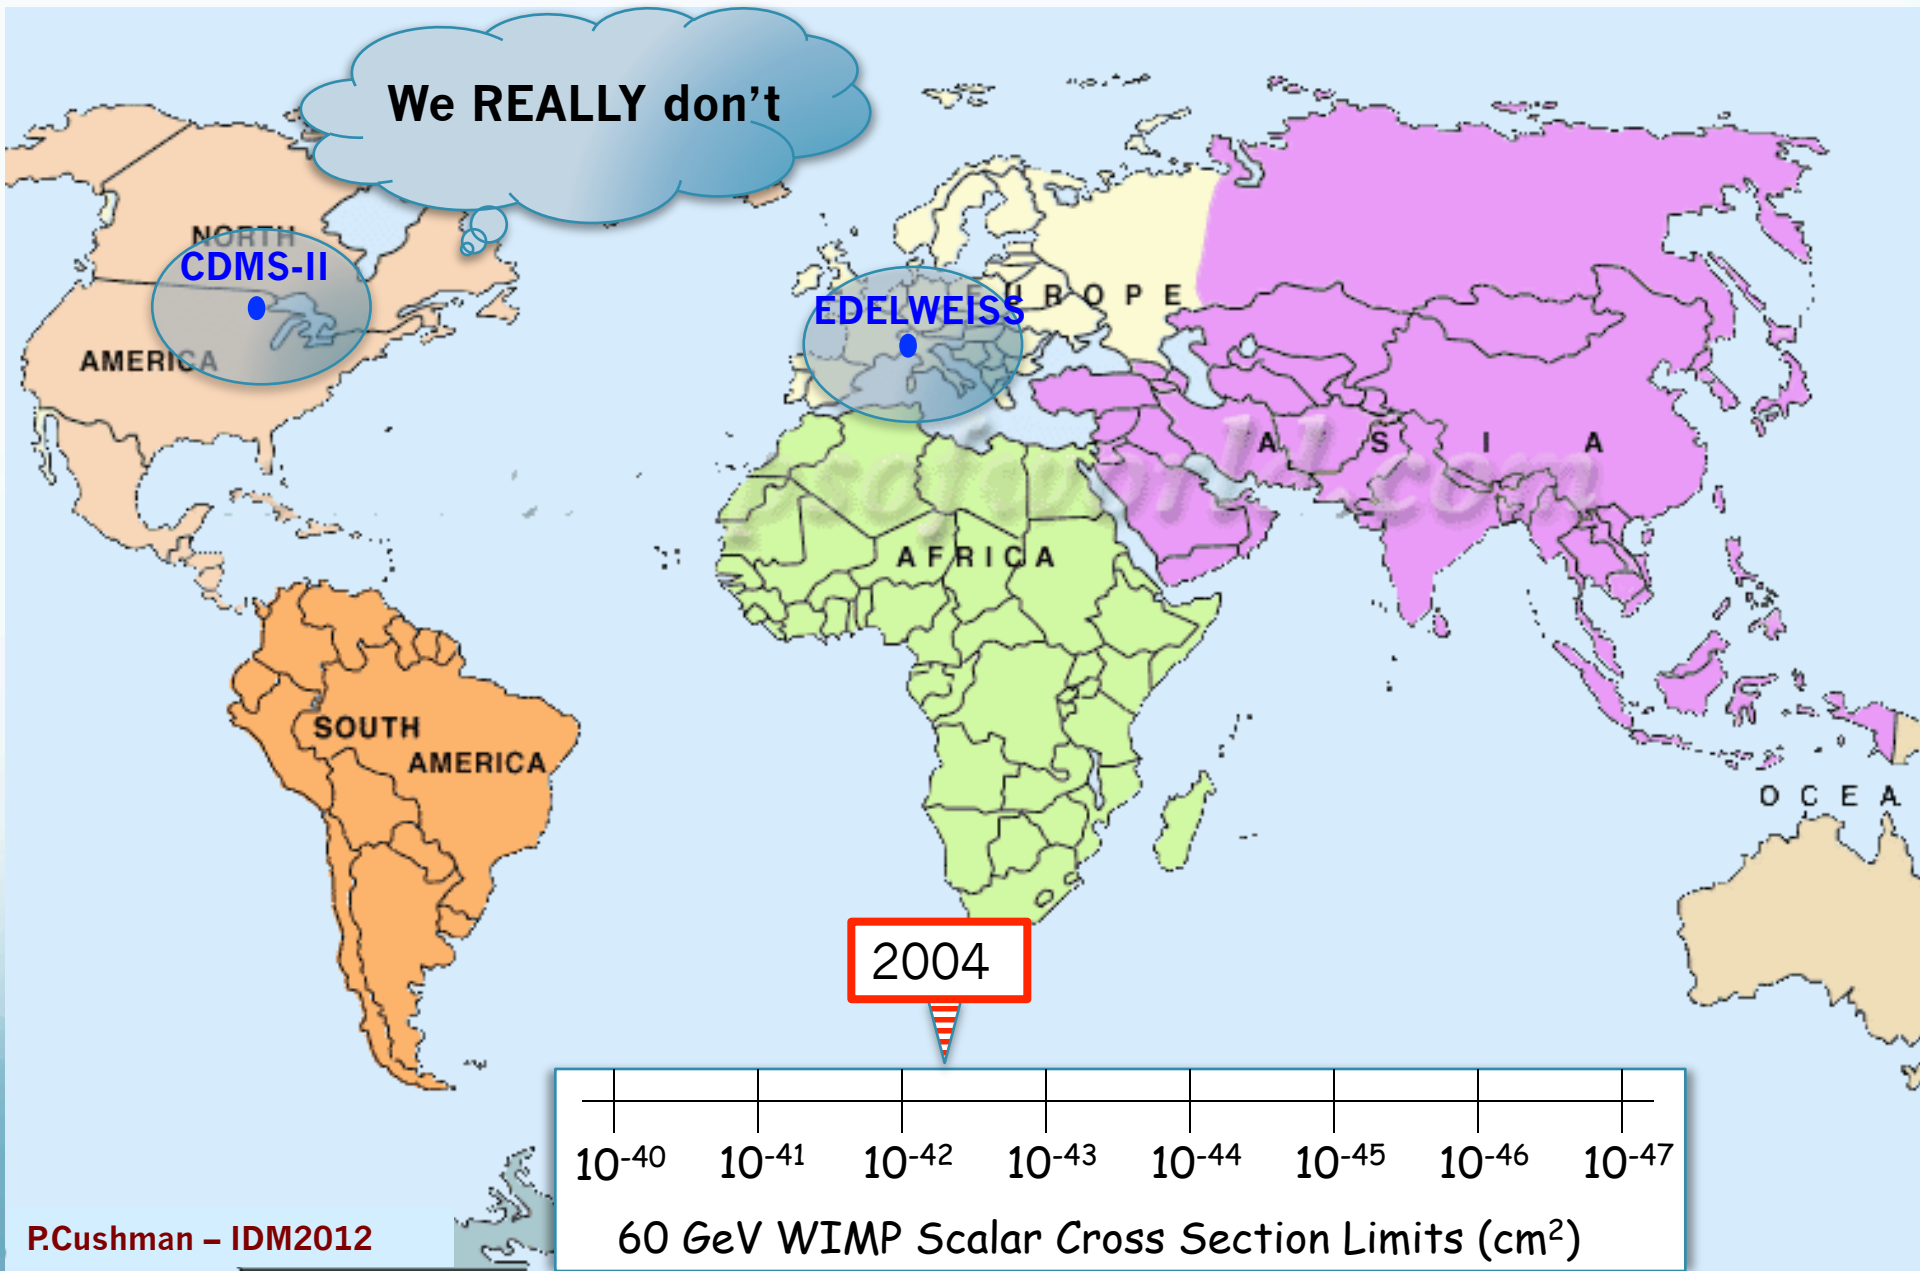 We REALLY don't
NORTH
CDMS-II
AMERICA
EUROPE
EDELWEISS
ASIA
AFRICA
SOUTH
AMERICA
OCEA
2004
10⁻⁴⁰ 10⁻⁴¹ 10⁻⁴² 10⁻⁴³ 10⁻⁴⁴ 10⁻⁴⁵ 10⁻⁴⁶ 10⁻⁴⁷
60 GeV WIMP Scalar Cross Section Limits (cm²)
P.Cushman – IDM2012